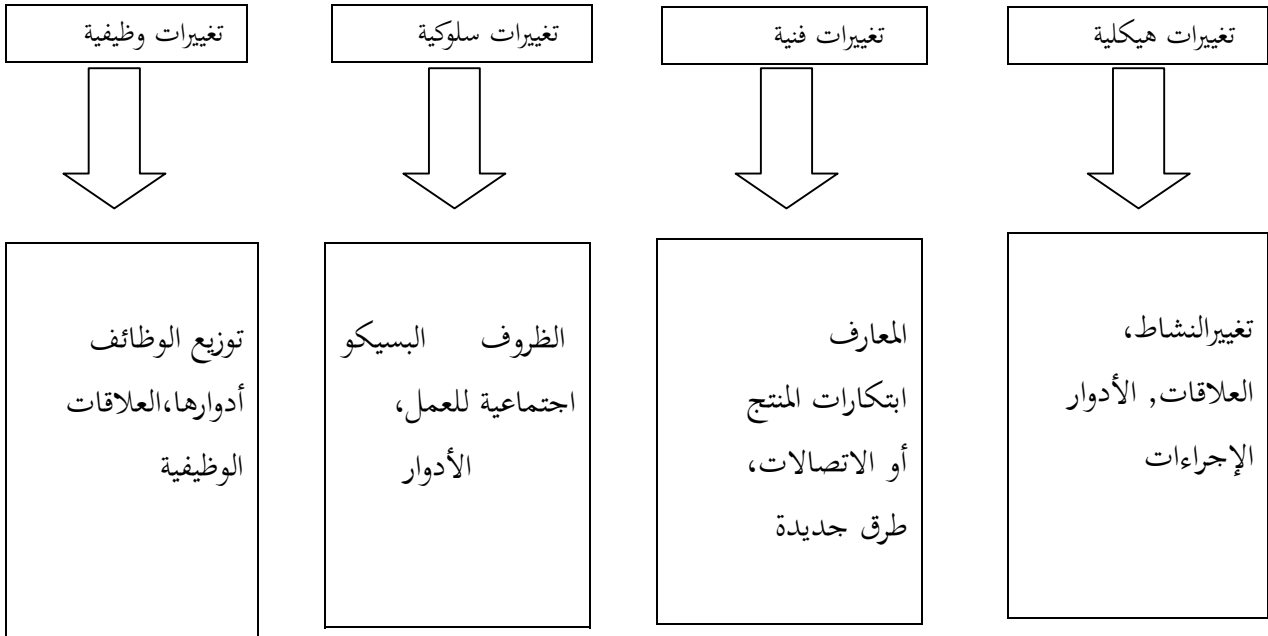 تغييرات هيكلية
تغييرات فنية
تغييرات سلوكية
تغييرات وظيفية
تغييرالنشاط،
العلاقات, الأدوار
الإجراءات
المعارف
ابتكارات المنتج
أو الاتصالات،
طرق جديدة
الظروف البسيكو
اجتماعية للعمل،
الأدوار
توزيع الوظائف
أدوارها،العلاقات
الوظيفية